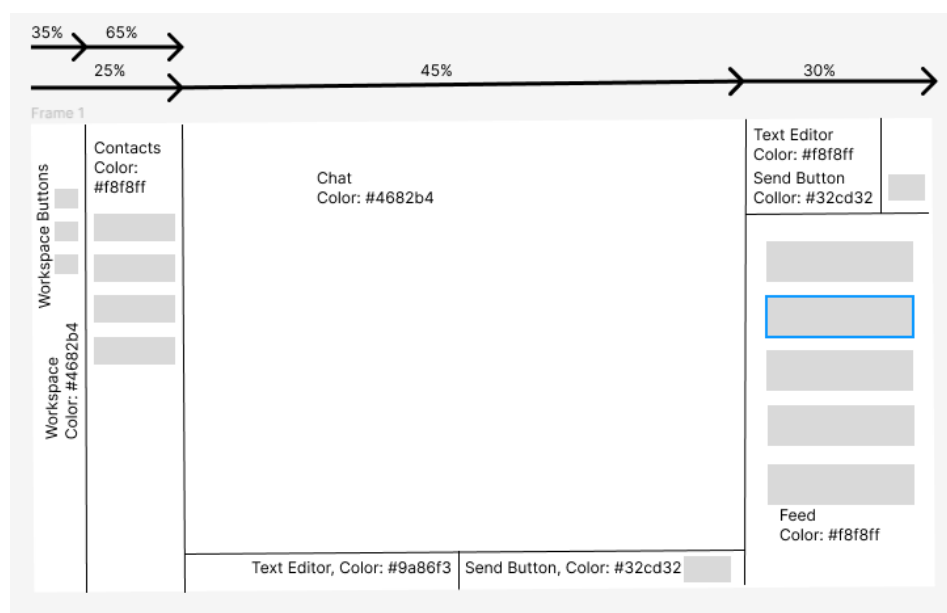 35%
65%
25%
45%
30%
Frame 1
Workspace Buttons
Workspace
Color: #4682b4
Contacts
Color:
#f8f8ff
Chat
Color: #4682b4
Text Editor
Color: #f8f8ff
Send Button
Collor: #32cd32
Feed
Color: #f8f8ff
Text Editor, Color: #9a86f3
Send Button, Color: #32cd32